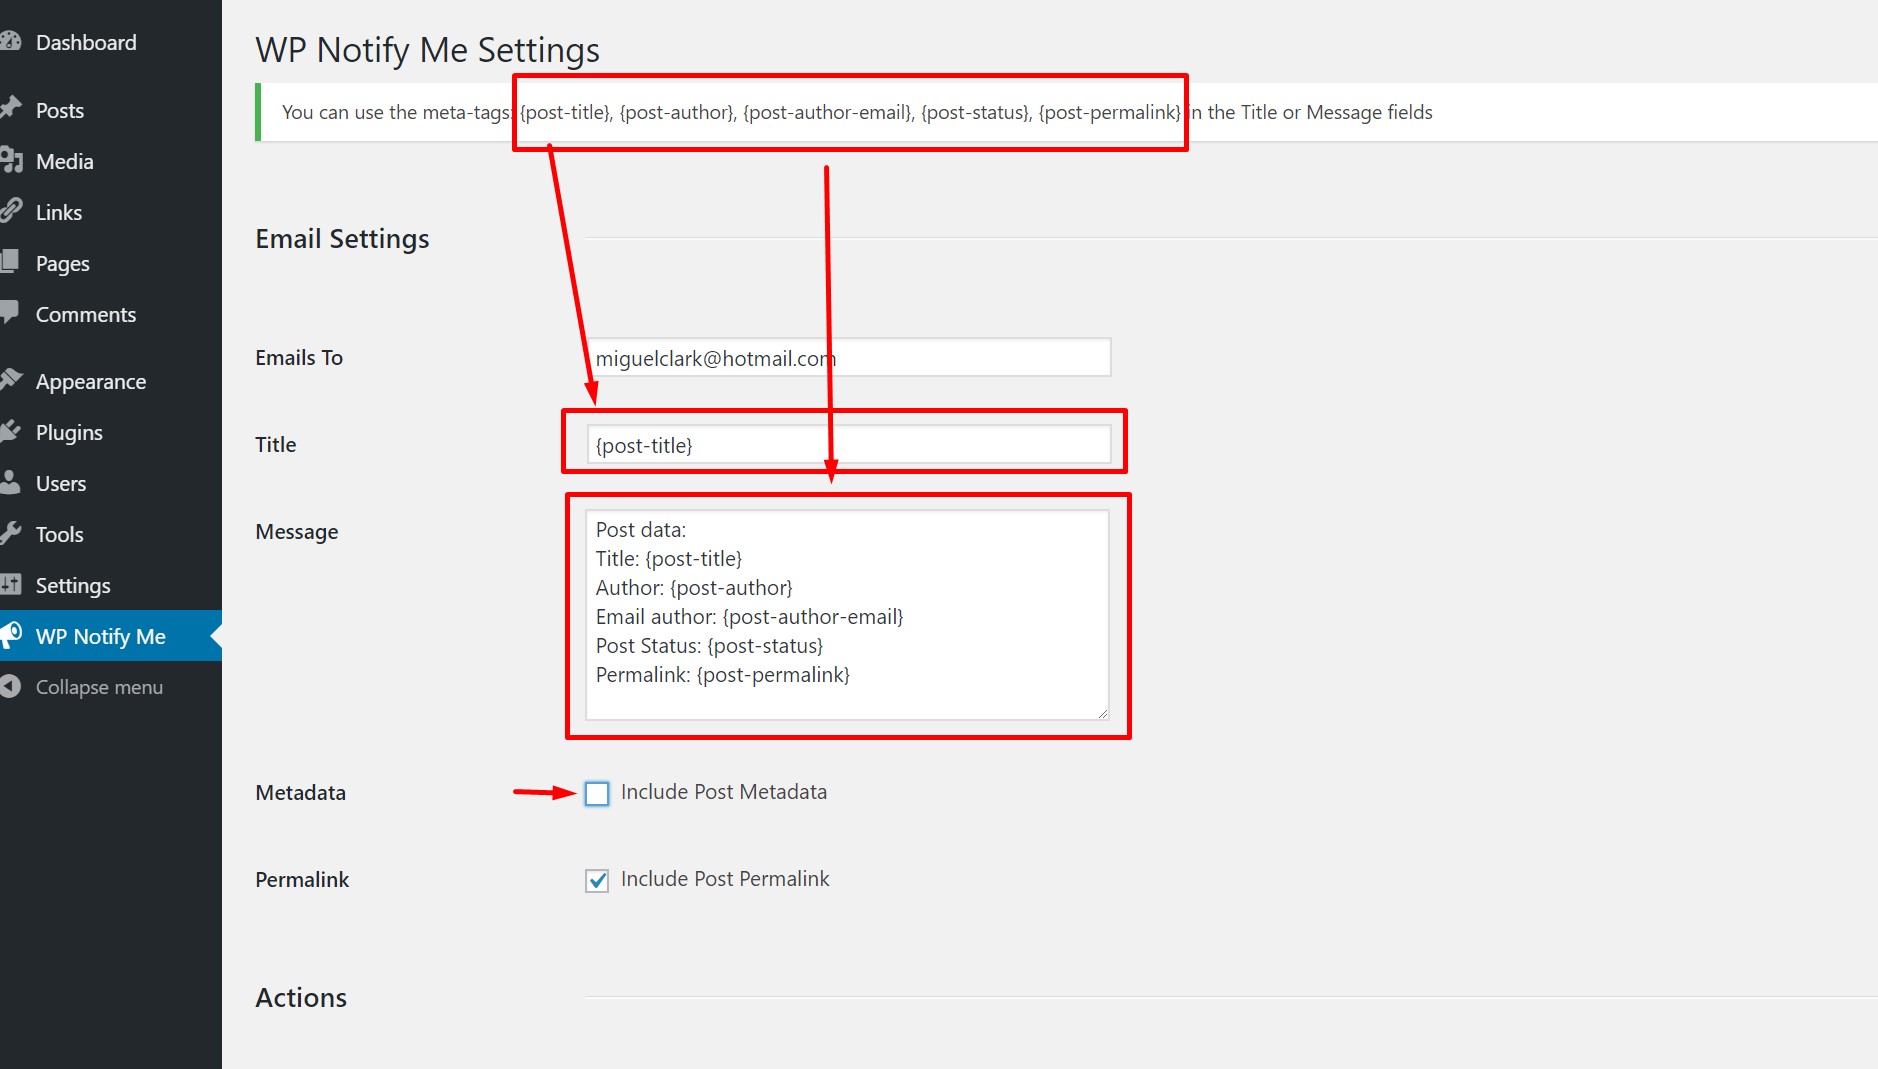 Dashboard
Posts
Media
Links
Pages
Comments
Appearance
Plugins
Users
Tools
Settings
WP Notify Me
Collapse menu
WP Notify Me Settings
You can use the meta-tags: {post-title}, {post-author}, {post-author-email}, {post-status}, {post-permalink} in the Title or Message fields
Email Settings
Emails To
miguelclark@hotmail.com
Title
{post-title}
Message
Post data:
Title: {post-title}
Author: {post-author}
Email author: {post-author-email}
Post Status: {post-status}
Permalink: {post-permalink}
Metadata
Include Post Metadata
Permalink
Include Post Permalink
Actions